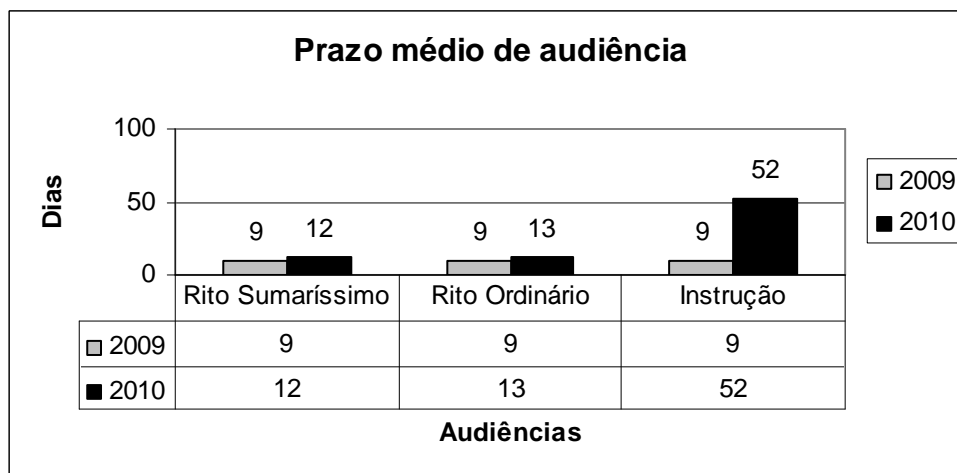 Prazo médio de audiência
Dias
100
50
0
9 12
9 13
9 52
2009
2010
Rito Sumaríssimo Rito Ordinário Instrução
2009 9 9 9
2010 12 13 52
Audiências